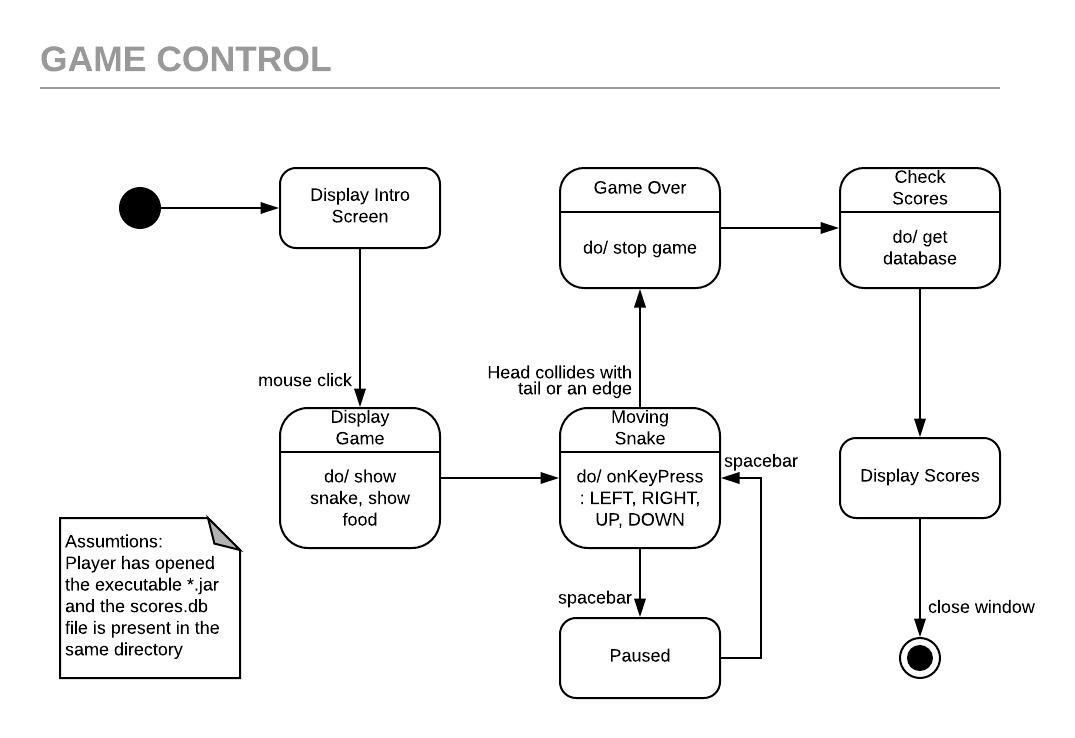 GAME CONTROL
Display Intro
Screen
Game Over
do/ stop game
Check
Scores
do/ get
database
mouse click
Head collides with
tail or an edge
Display
Game
do/ show
snake, show
food
Moving
Snake
do/ onKeyPress
: LEFT, RIGHT,
UP, DOWN
spacebar
Display Scores
Assumtions:
Player has opened
the executable *.jar
and the scores.db
file is present in the
same directory
spacebar
Paused
close window